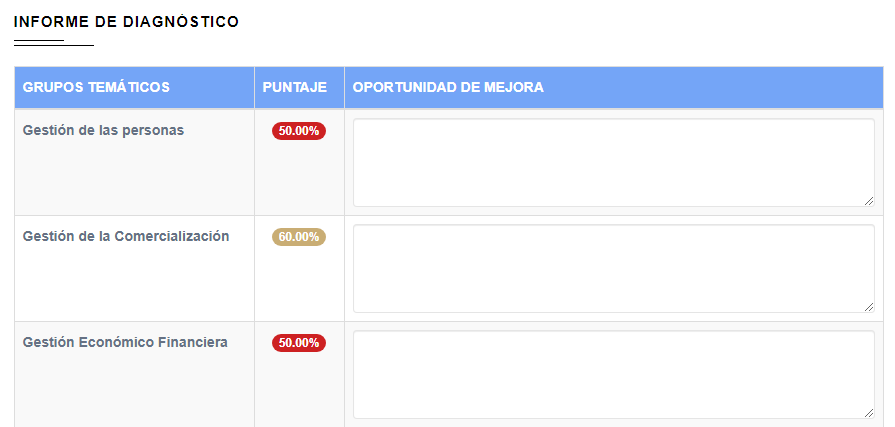 INFORME DE DIAGNÓSTICO
GRUPOS TEMÁTICOS PUNTAJE OPORTUNIDAD DE MEJORA
Gestión de las personas 50.00%
Gestión de la Comercialización 60.00%
Gestión Económico Financiera 50.00%